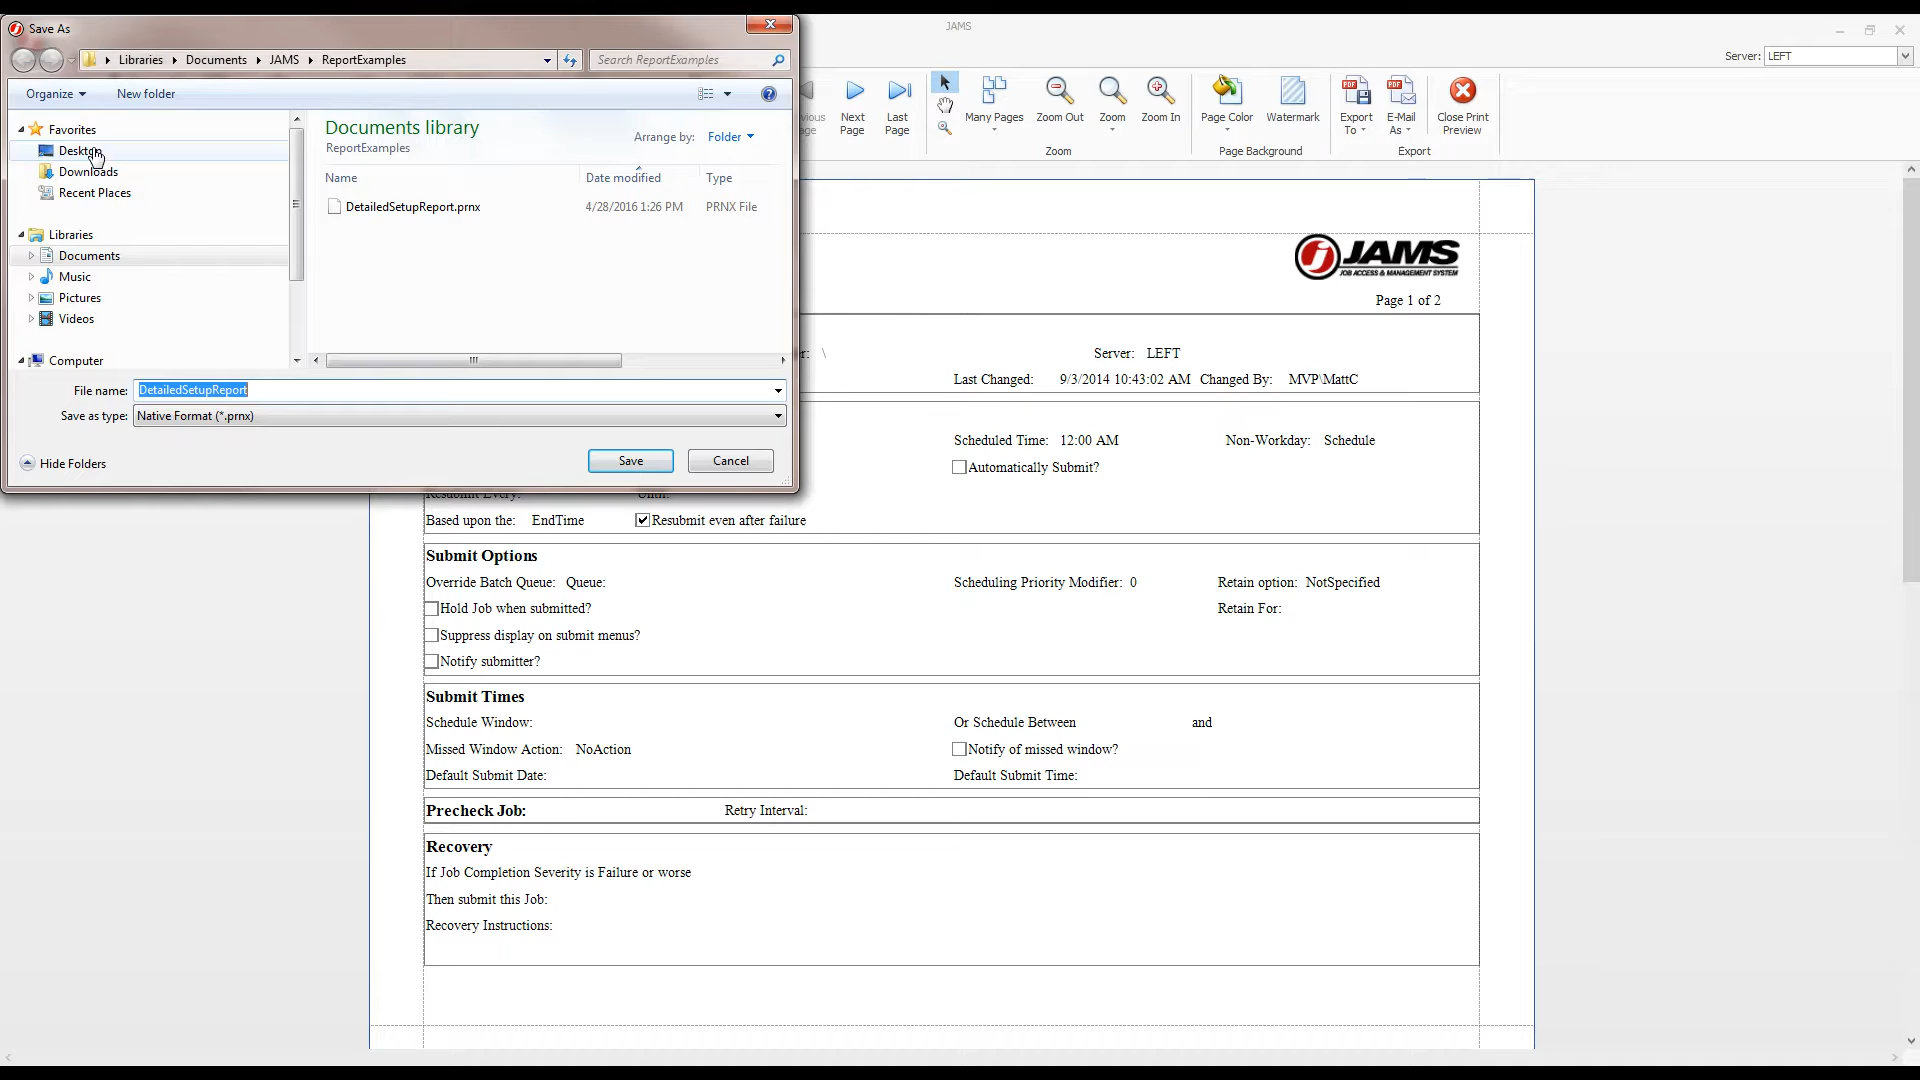 Save As
JAMS
Server: LEFT
Libraries Documents JAMS ReportExamples
Search ReportExamples
Organize
New folder
Next Page
Last Page
Many Pages
Zoom Out
Zoom
Zoom In
Page Color
Watermark
Export To
E-Mail As
Close Print Preview
Zoom
Page Background
Export
Favorites
Desktop
Downloads
Recent Places
Libraries
Documents
Music
Pictures
Videos
Computer
Documents library
ReportExamples
Arrange by: Folder
Name Date modified Type
DetailedSetupReport.prnx 4/28/2016 1:26 PM PRNX File
File name: DetailedSetupReport
Save as type: Native Format (*.prnx)
Hide Folders
Save
Cancel
JAMS
JOB ACCESS & MANAGEMENT SYSTEM
Page 1 of 2
\ Server: LEFT
Last Changed: 9/3/2014 10:43:02 AM Changed By: MVP\MattC
Scheduled Time: 12:00 AM Non-Workday: Schedule
Automatically Submit?
Resubmit Every: Until:
Based upon the: EndTime Resubmit even after failure
Submit Options
Override Batch Queue: Queue: Scheduling Priority Modifier: 0 Retain option: NotSpecified
Hold Job when submitted? Retain For:
Suppress display on submit menus?
Notify submitter?
Submit Times
Schedule Window: Or Schedule Between and
Missed Window Action: NoAction Notify of missed window?
Default Submit Date: Default Submit Time:
Precheck Job: Retry Interval:
Recovery
If Job Completion Severity is Failure or worse
Then submit this Job:
Recovery Instructions: